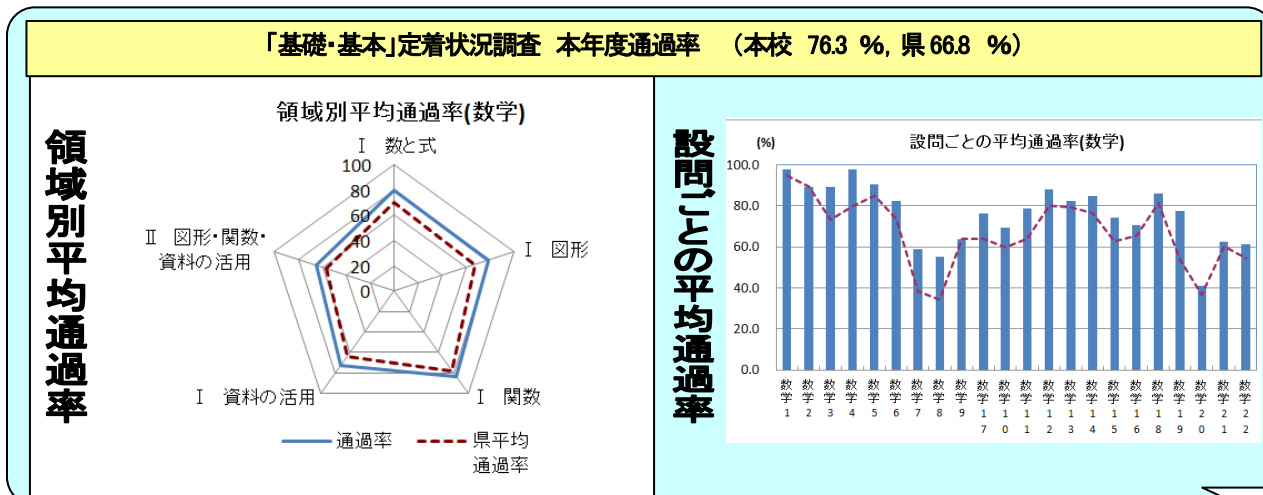 「基礎・基本」定着状況調査 本年度通過率 （本校 76.3 %, 県 66.8 %）
領域別平均通過率
領域別平均通過率(数学)
Ⅰ 数と式
100
80
60
40
20
0
Ⅰ 図形
Ⅰ 関数
Ⅰ 資料の活用
Ⅱ 図形・関数・
資料の活用
通過率
県平均
通過率
設問ごとの平均通過率
設問ごとの平均通過率(数学)
(%)
100.0
80.0
60.0
40.0
20.0
0.0
数学1
数学2
数学3
数学4
数学5
数学6
数学7
数学8
数学9
数学17
数学10
数学11
数学12
数学13
数学14
数学15
数学16
数学18
数学19
数学20
数学21
数学22